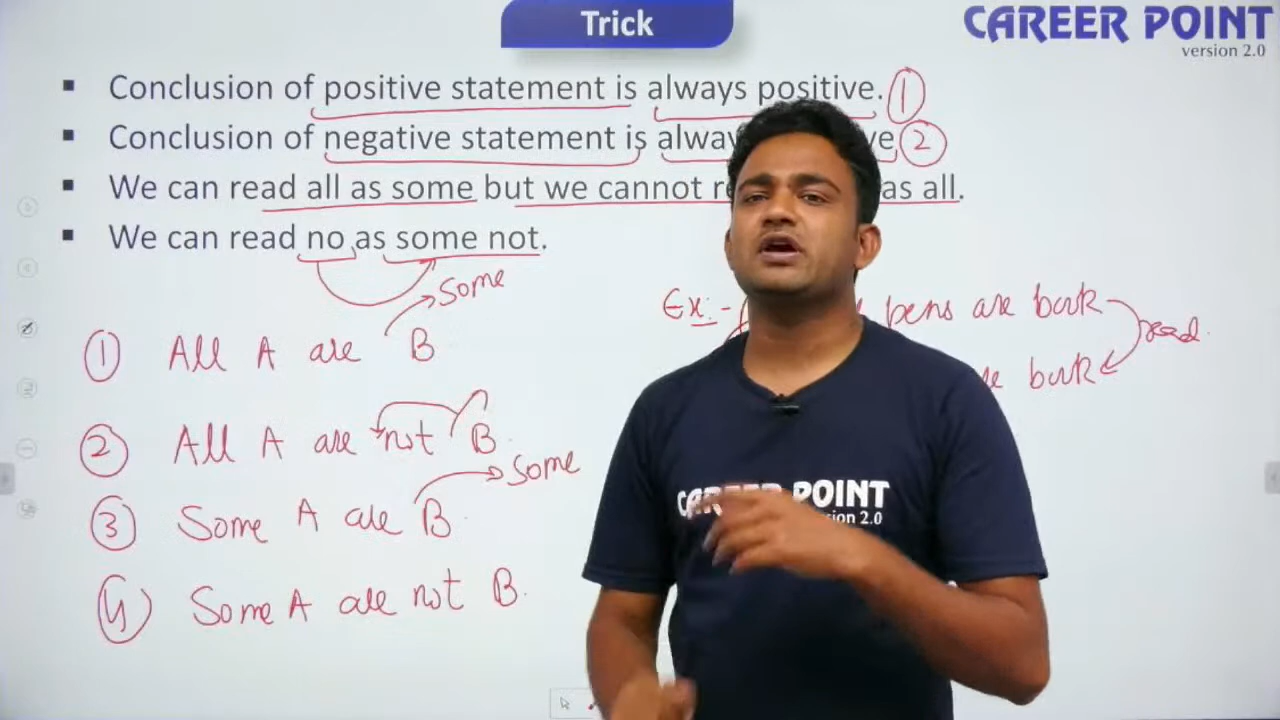 Trick
CAREER POINT
version 2.0
▪ Conclusion of positive statement is always positive. 1
▪ Conclusion of negative statement is 2
▪ We can read all as some but we cannot as all.
▪ We can read no as some not.
Some
Ex:- pens are book
read
book
1 All A are B
2 All A are not B
Some
3 Some A are B
4 Some A are not B
CAREER POINT
2.0